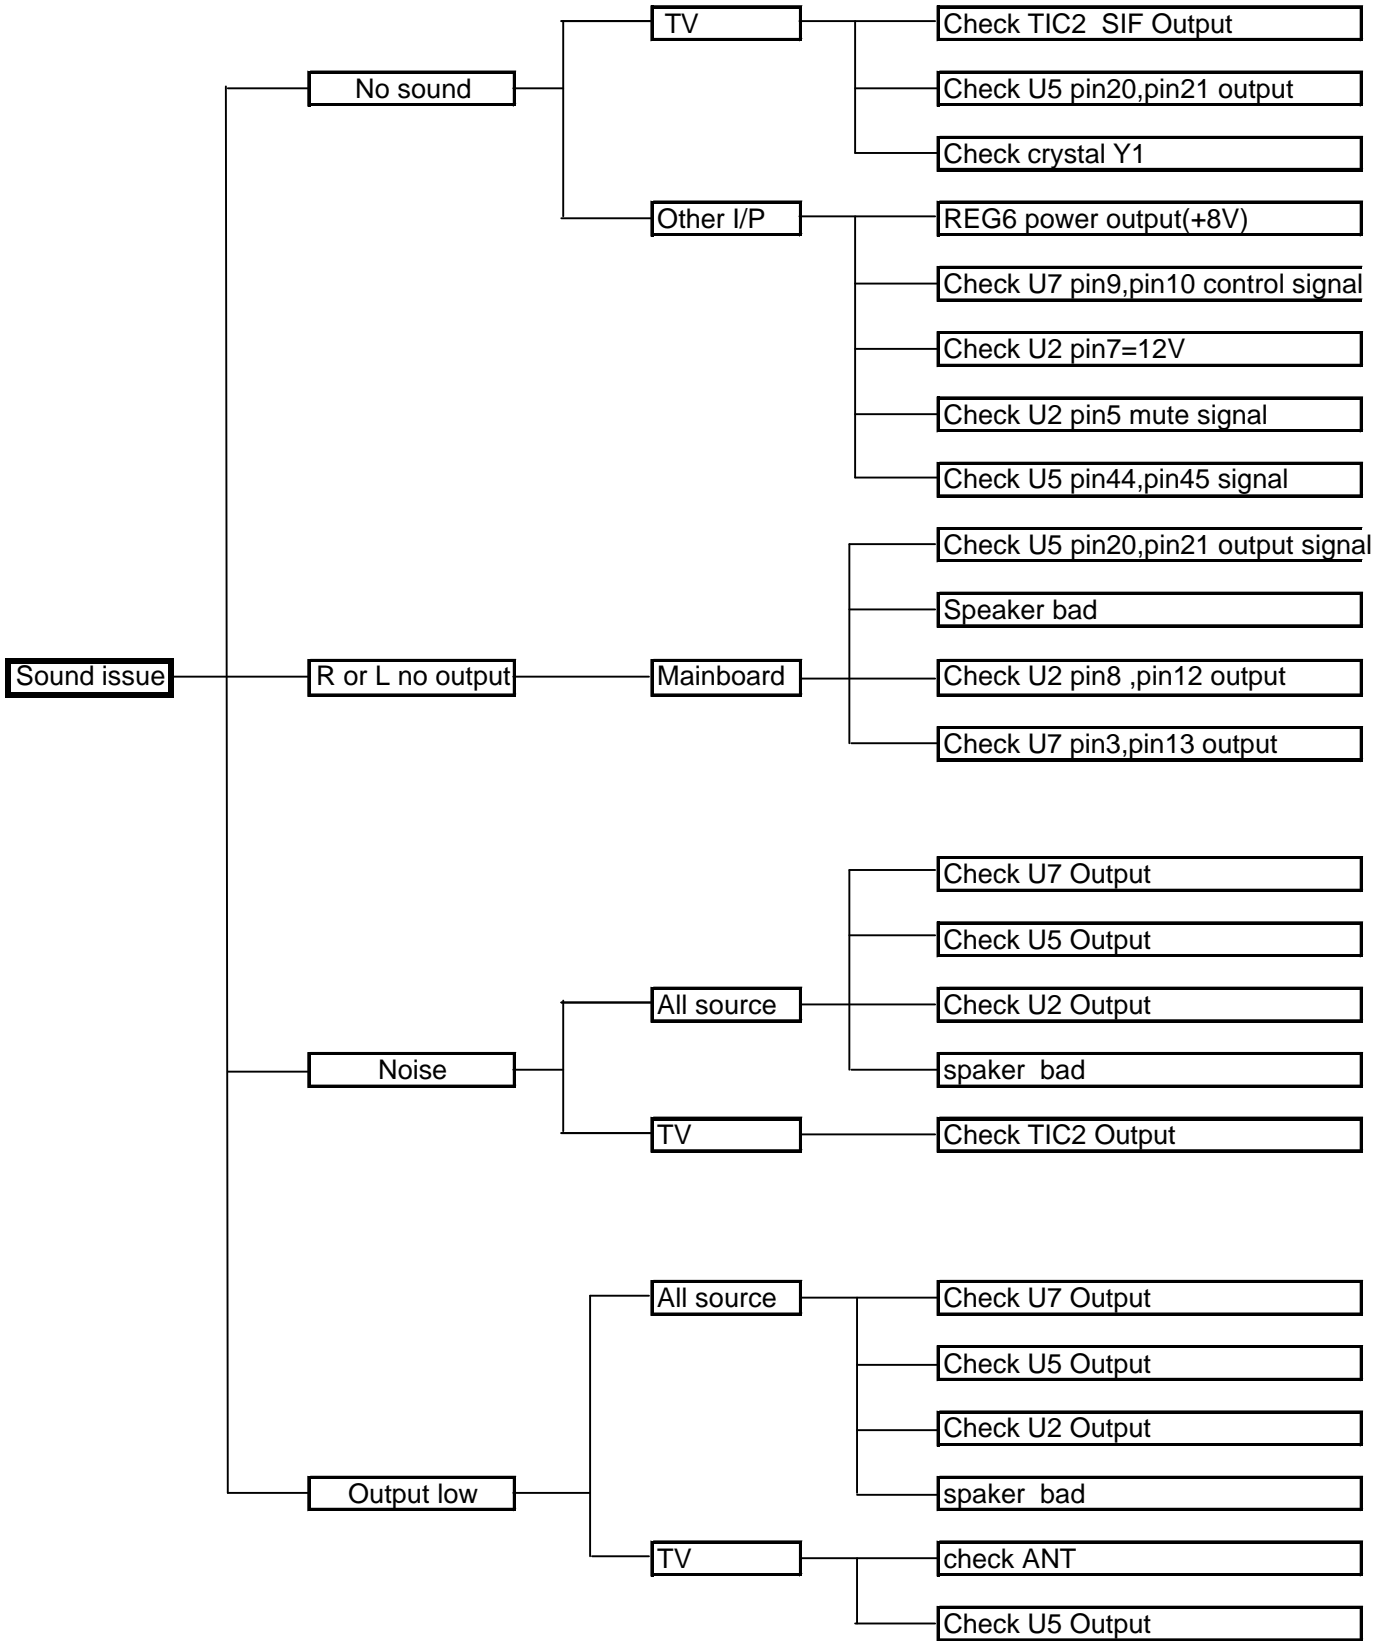 TV
Check TIC2  SIF Output
No sound
Check U5 pin20,pin21 output
Check crystal Y1
Other I/P
REG6 power output(+8V)
Check U7 pin9,pin10 control signal
Check U2 pin7=12V
Check U2 pin5 mute signal
Check U5 pin44,pin45 signal
Check U5 pin20,pin21 output signal
Speaker bad
Sound issue
R or L no output
Mainboard
Check U2 pin8 ,pin12 output
Check U7 pin3,pin13 output
Check U7 Output
Check U5 Output
All source
Check U2 Output
Noise
spaker  bad
TV
Check TIC2 Output
All source
Check U7 Output
Check U5 Output
Check U2 Output
Output low
spaker  bad
TV
check ANT
Check U5 Output